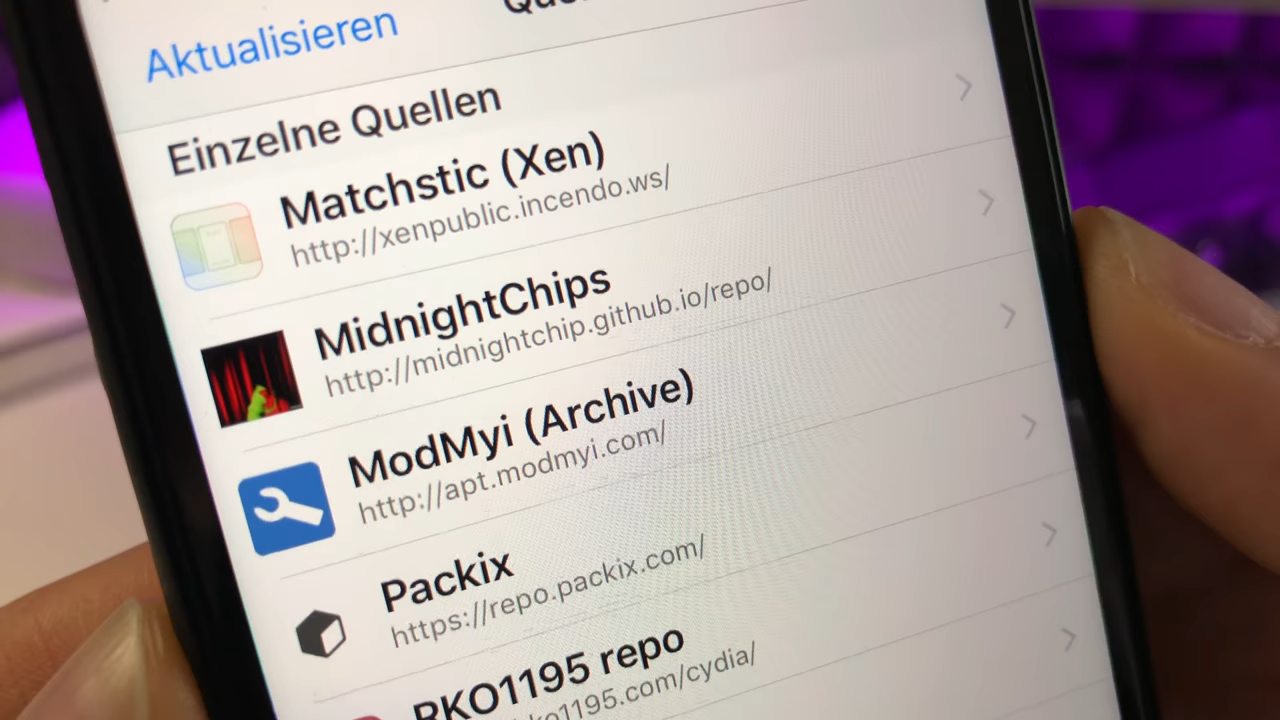 Aktualisieren
Einzelne Quellen
Matchstic (Xen)
http://xenpublic.incendo.ws/
MidnightChips
http://midnightchip.github.io/repo/
ModMyi (Archive)
http://apt.modmyi.com/
Packix
https://repo.packix.com/
RKO1195 repo